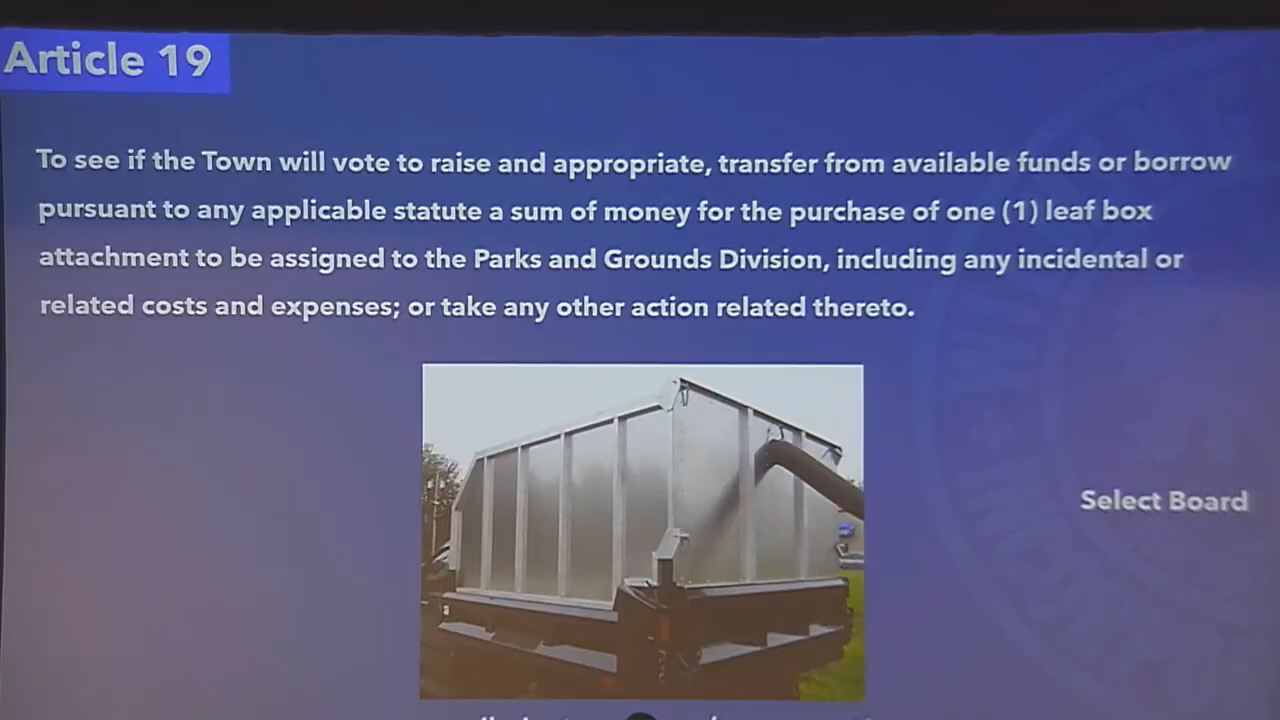 Article 19
To see if the Town will vote to raise and appropriate, transfer from available funds or borrow
pursuant to any applicable statute a sum of money for the purchase of one (1) leaf box
attachment to be assigned to the Parks and Grounds Division, including any incidental or
related costs and expenses; or take any other action related thereto.
Select Board